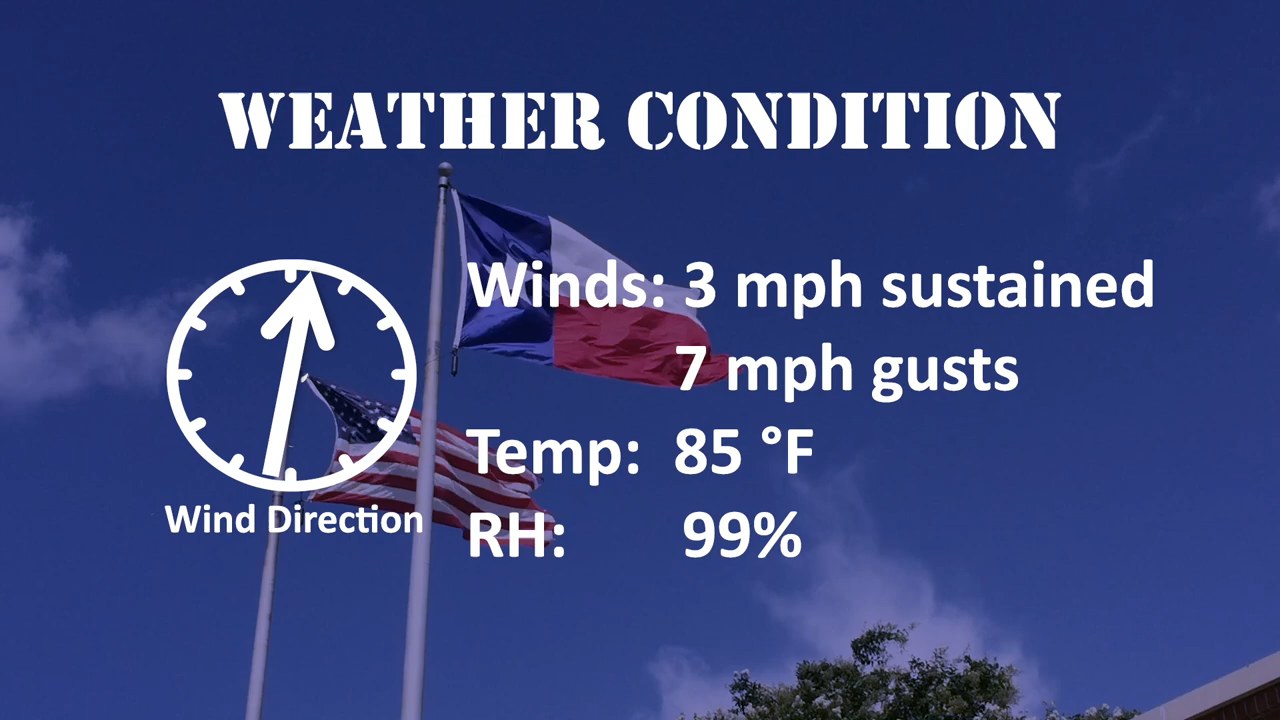 WEATHER CONDITION
Winds: 3 mph sustained
7 mph gusts
Temp: 85 °F
RH: 99%
Wind Direction